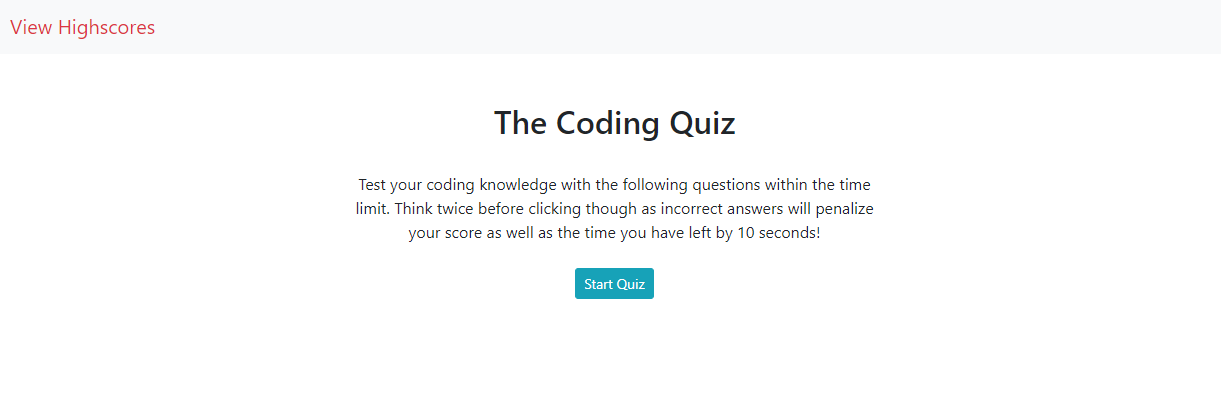 View Highscores
The Coding Quiz
Test your coding knowledge with the following questions within the time
limit. Think twice before clicking though as incorrect answers will penalize
your score as well as the time you have left by 10 seconds!
Start Quiz